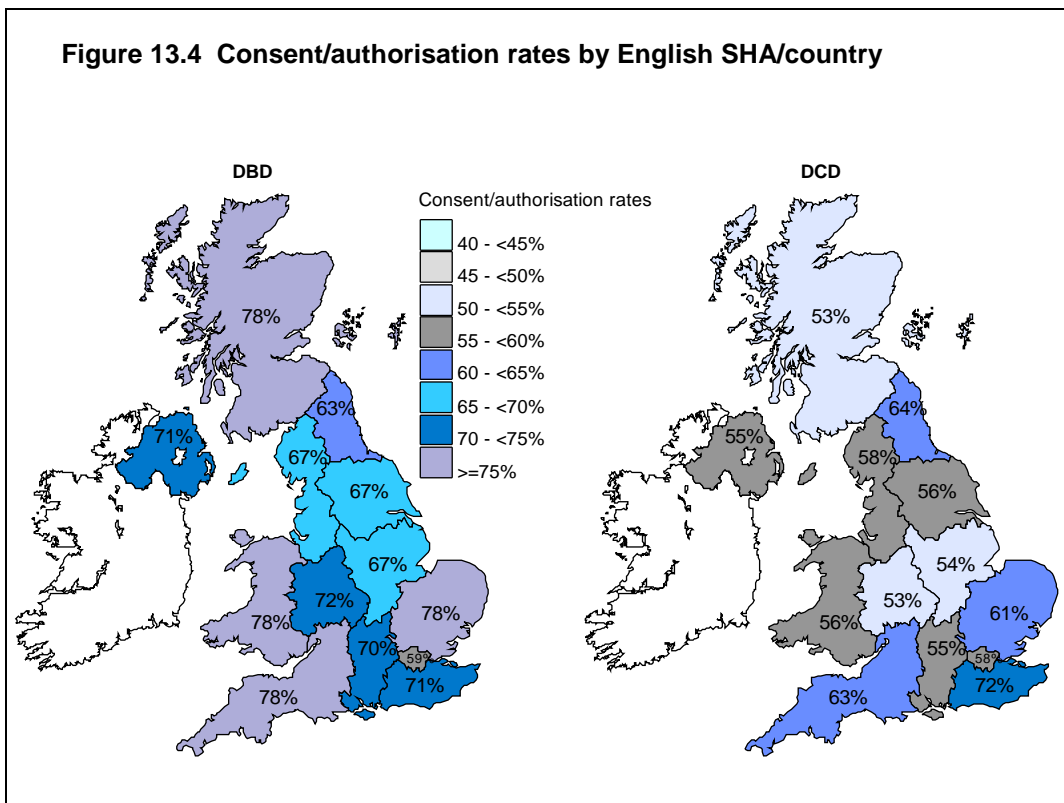 Figure 13.4  Consent/authorisation rates by English SHA/country
DBD
78%
63%
71%
67%
67%
67%
72%
78%
78%
70%
59%
71%
78%
Consent/authorisation rates
40 - <45%
45 - <50%
50 - <55%
55 - <60%
60 - <65%
65 - <70%
70 - <75%
>=75%
DCD
53%
64%
55%
58%
56%
54%
53%
61%
56%
55%
58%
72%
63%